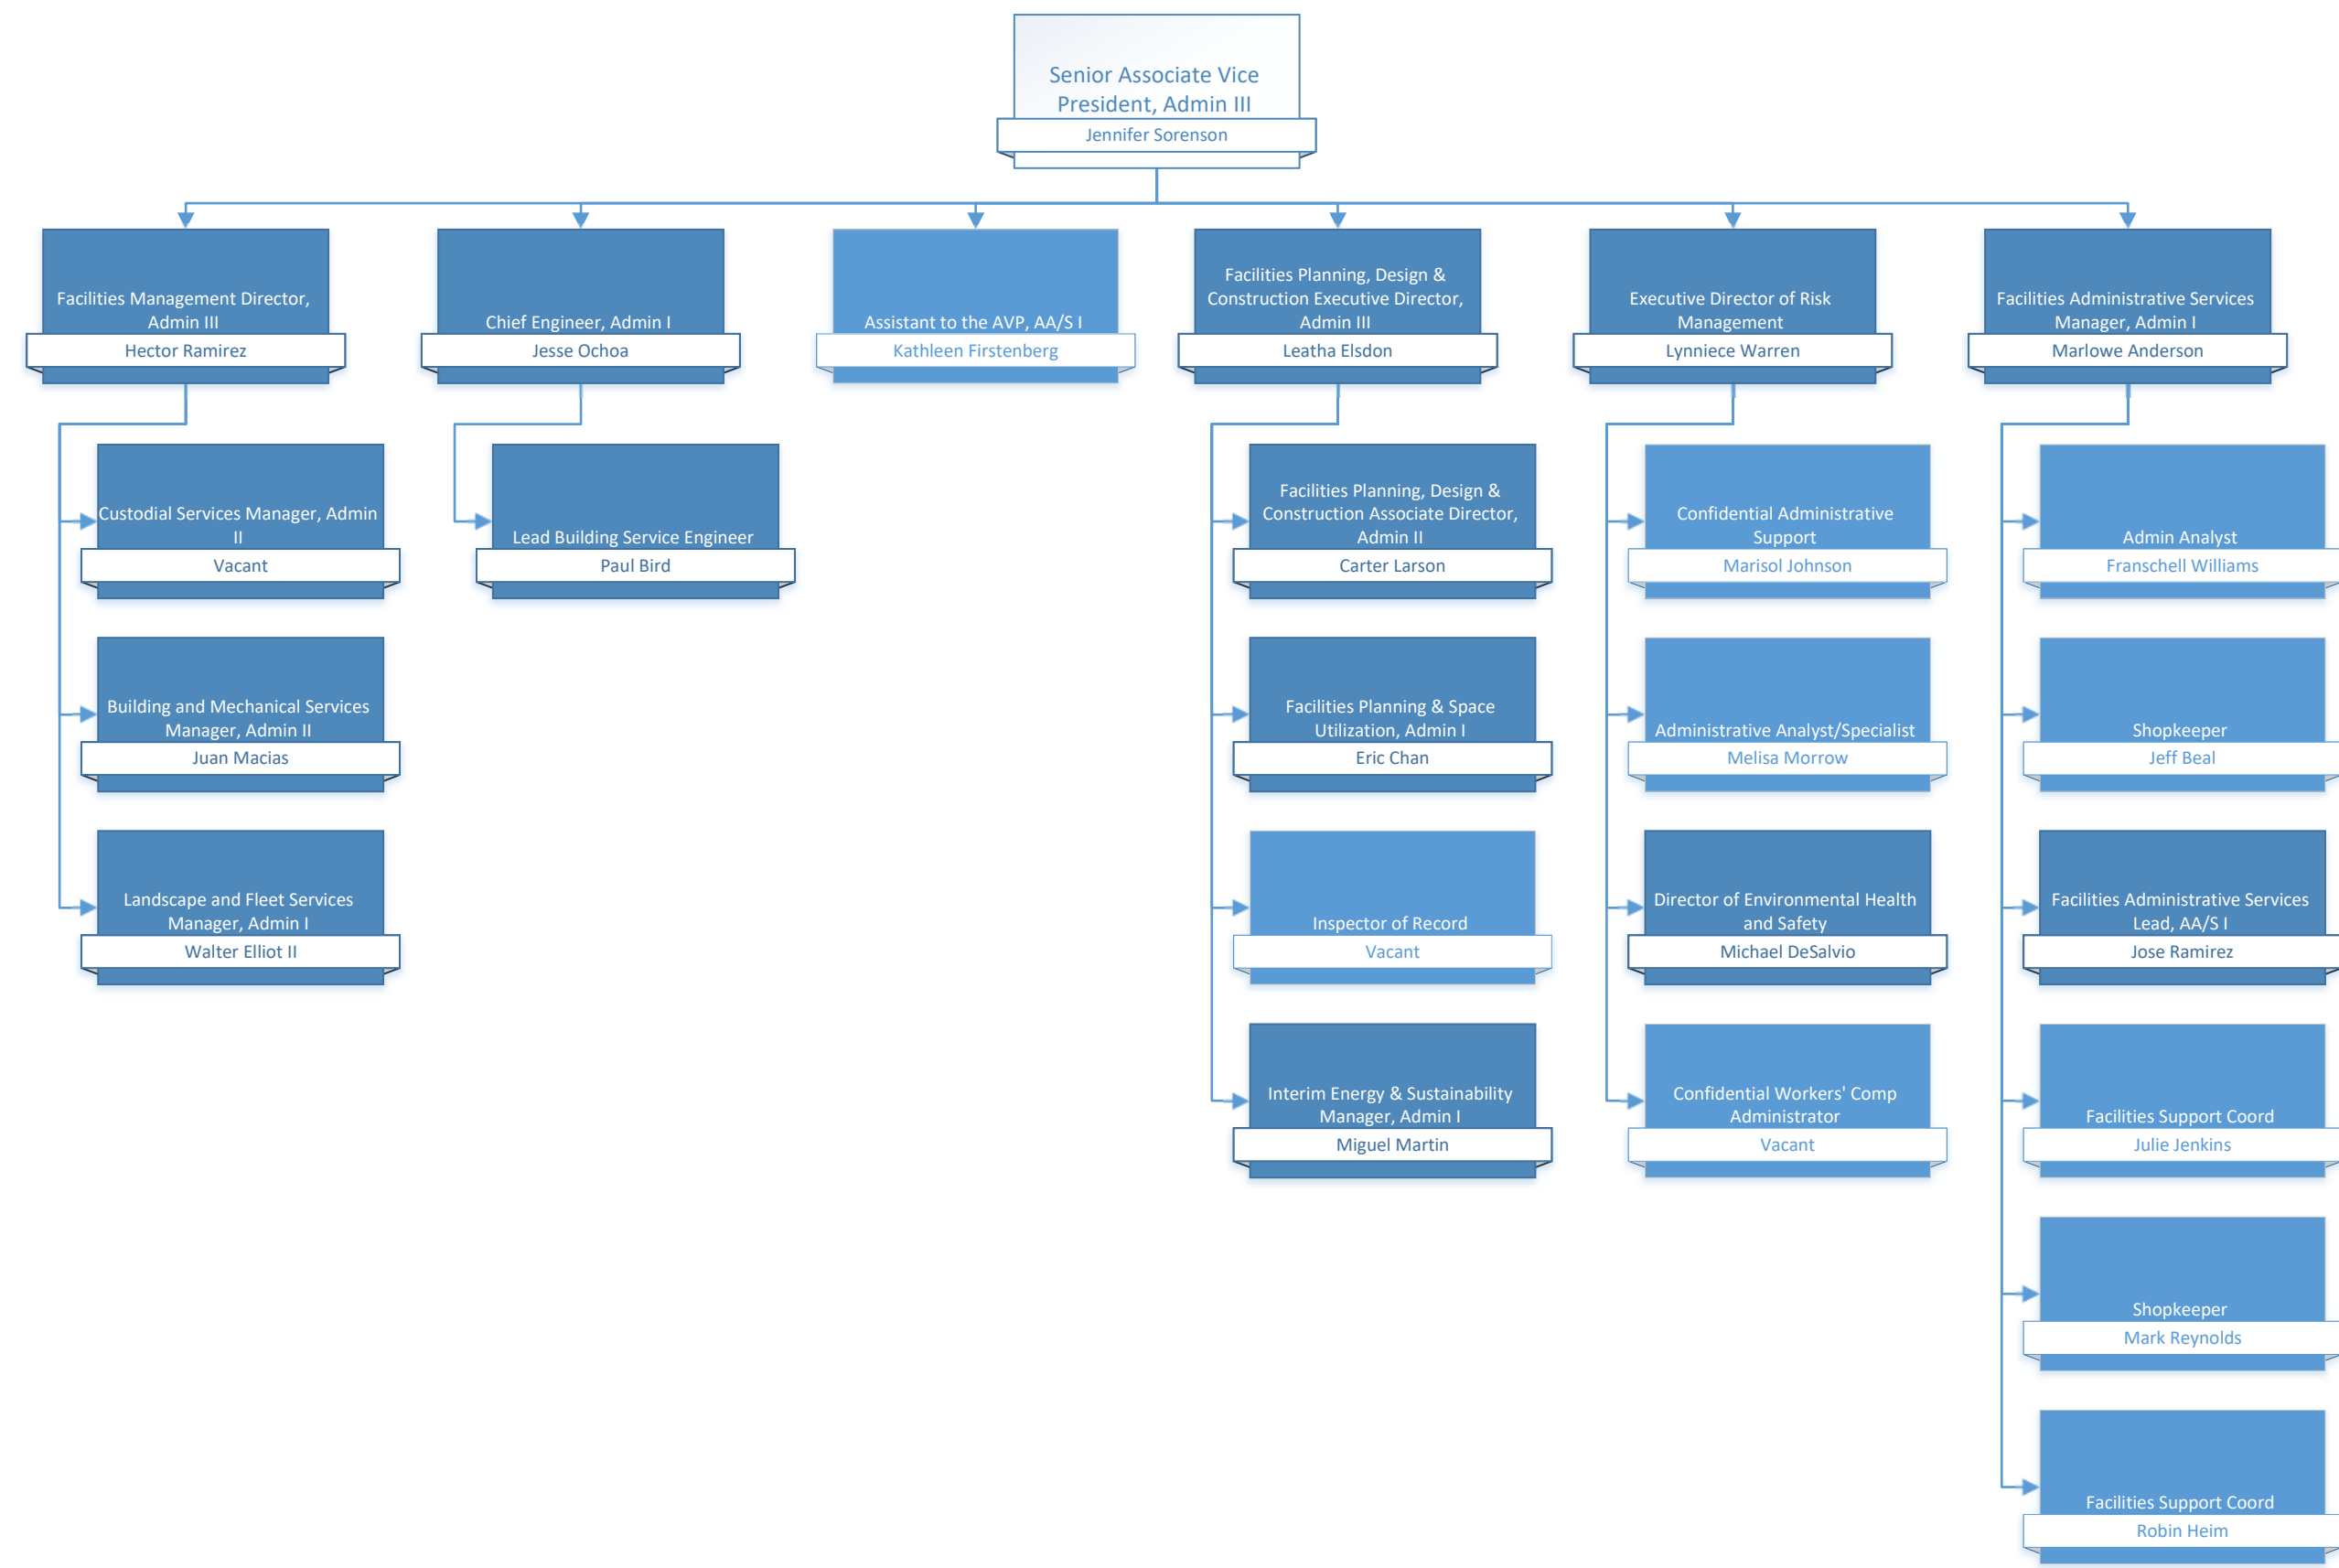 Senior Associate Vice
President, Admin III
Jennifer Sorenson
Facilities Management Director,
Admin III
Hector Ramirez
Chief Engineer, Admin I
Jesse Ochoa
Assistant to the AVP, AA/S I
Kathleen Firstenberg
Facilities Planning, Design &
Construction Executive Director,
Admin III
Leatha Elsdon
Executive Director of Risk
Management
Lynniece Warren
Facilities Administrative Services
Manager, Admin I
Marlowe Anderson
Custodial Services Manager, Admin
II
Vacant
Building and Mechanical Services
Manager, Admin II
Juan Macias
Landscape and Fleet Services
Manager, Admin I
Walter Elliot II
Lead Building Service Engineer
Paul Bird
Facilities Planning, Design &
Construction Associate Director,
Admin II
Carter Larson
Facilities Planning & Space
Utilization, Admin I
Eric Chan
Inspector of Record
Vacant
Interim Energy & Sustainability
Manager, Admin I
Miguel Martin
Confidential Administrative
Support
Marisol Johnson
Administrative Analyst/Specialist
Melisa Morrow
Director of Environmental Health
and Safety
Michael DeSalvio
Confidential Workers' Comp
Administrator
Vacant
Admin Analyst
Franschell Williams
Shopkeeper
Jeff Beal
Facilities Administrative Services
Lead, AA/S I
Jose Ramirez
Facilities Support Coord
Julie Jenkins
Shopkeeper
Mark Reynolds
Facilities Support Coord
Robin Heim